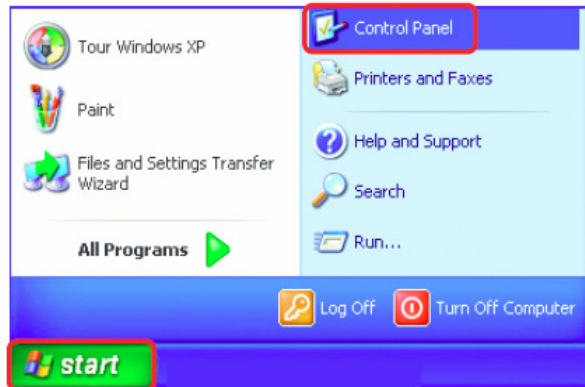 Tour Windows XP
Paint
Files and Settings Transfer
Wizard
All Programs
Control Panel
Printers and Faxes
Help and Support
Search
Run...
Log Off
Turn Off Computer
start